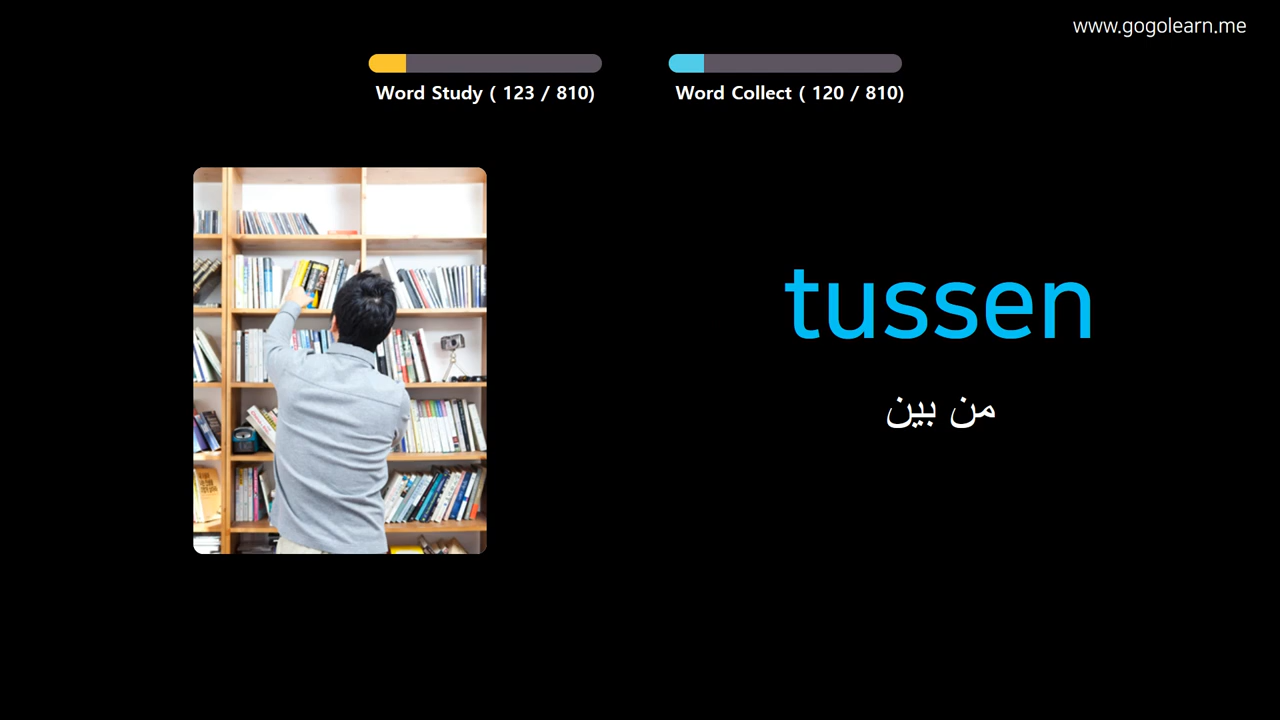 www.gogolearn.me
Word Study ( 123 / 810)
Word Collect ( 120 / 810)
tussen
من بين